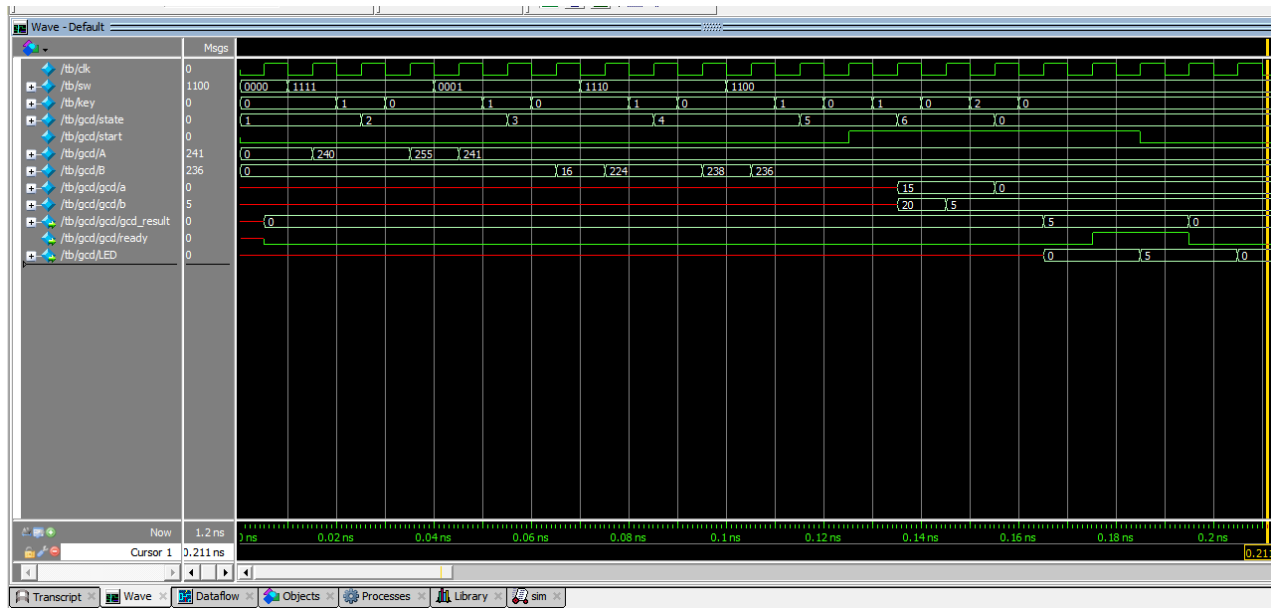 Wave - Default
Msgs
/tb/clk 0
/tb/sw 1100 0000 1111 0001 1110 1100
/tb/key 0 0 1 0 1 0 1 0 1 0 1 0 2 0
/tb/gcd/state 0 1 2 3 4 5 6 0
/tb/gcd/start 0
/tb/gcd/A 241 0 240 255 241
/tb/gcd/B 236 0 16 224 238 236
/tb/gcd/gcd/a 0 15 0
/tb/gcd/gcd/b 5 20 5
/tb/gcd/gcd/gcd_result 0 0 5 0
/tb/gcd/gcd/ready 0
/tb/gcd/LED 0 0 5 0
Now 1.2 ns ns 0.02 ns 0.04 ns 0.06 ns 0.08 ns 0.1 ns 0.12 ns 0.14 ns 0.16 ns 0.18 ns 0.2 ns
Cursor 1 0.211 ns 0.211
Transcript Wave Dataflow Objects Processes Library sim